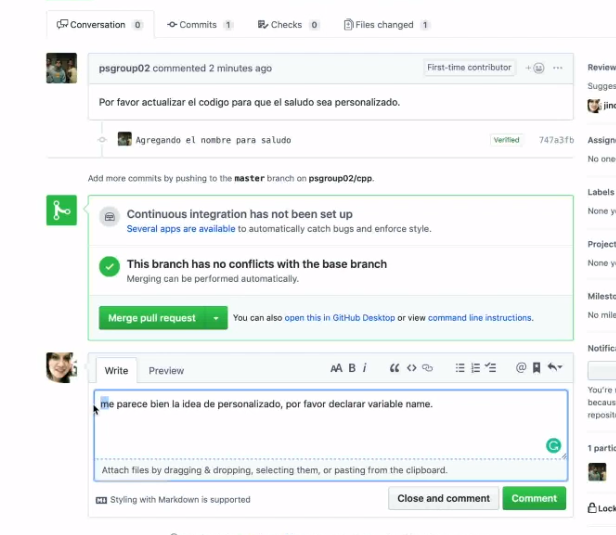 Conversation 0 Commits 1 Checks 0 Files changed 1
psgroup02 commented 2 minutes ago First-time contributor
Por favor actualizar el codigo para que el saludo sea personalizado.
Agregando el nombre para saludo Verified 747a3fb
Add more commits by pushing to the master branch on psgroup02/cpp.
Continuous integration has not been set up
Several apps are available to automatically catch bugs and enforce style.
This branch has no conflicts with the base branch
Merging can be performed automatically.
Merge pull request You can also open this in GitHub Desktop or view command line instructions.
Write Preview AA B i
me parece bien la idea de personalizado, por favor declarar variable name.
Attach files by dragging & dropping, selecting them, or pasting from the clipboard.
Styling with Markdown is supported Close and comment Comment
Review
Sugges
Assign
No one
Labels
None y
Project
None y
Milesto
No mile
Notific
You're
becaus
reposit
1 partic
Lock